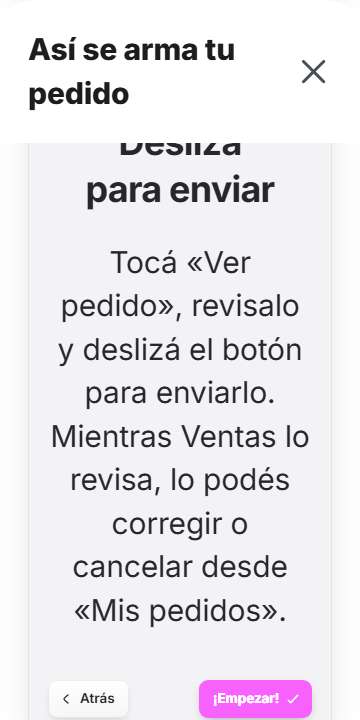 Así se arma tu
pedido
Deslizá
para enviar
Tocá «Ver
pedido», revisalo
y deslizá el botón
para enviarlo.
Mientras Ventas lo
revisa, lo podés
corregir o
cancelar desde
«Mis pedidos».
Atrás
¡Empezar!